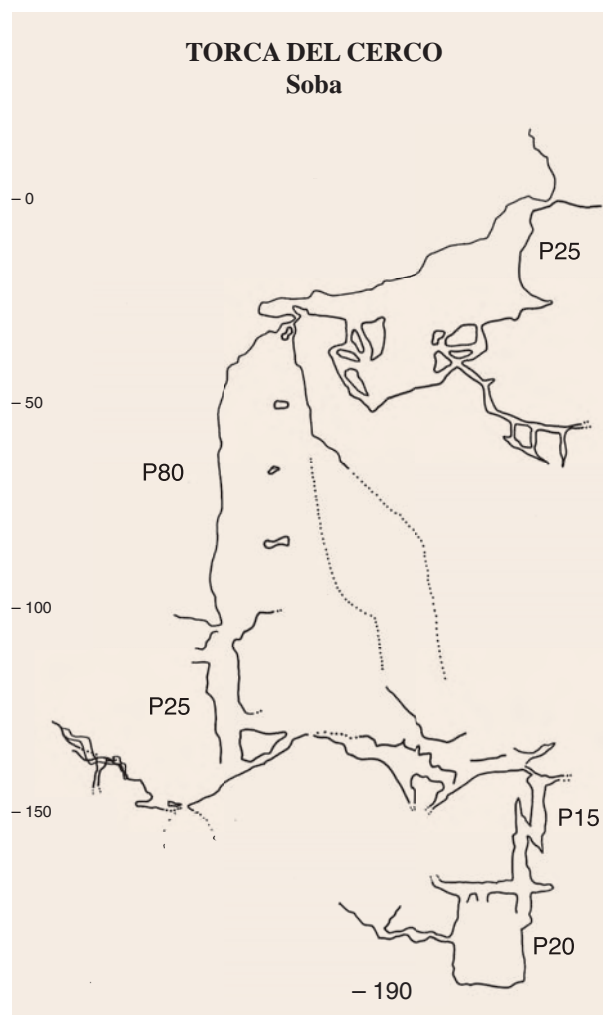 TORCA DEL CERCO
Soba
– 0
P25
– 50
P80
– 100
P25
– 150
P15
P20
– 190